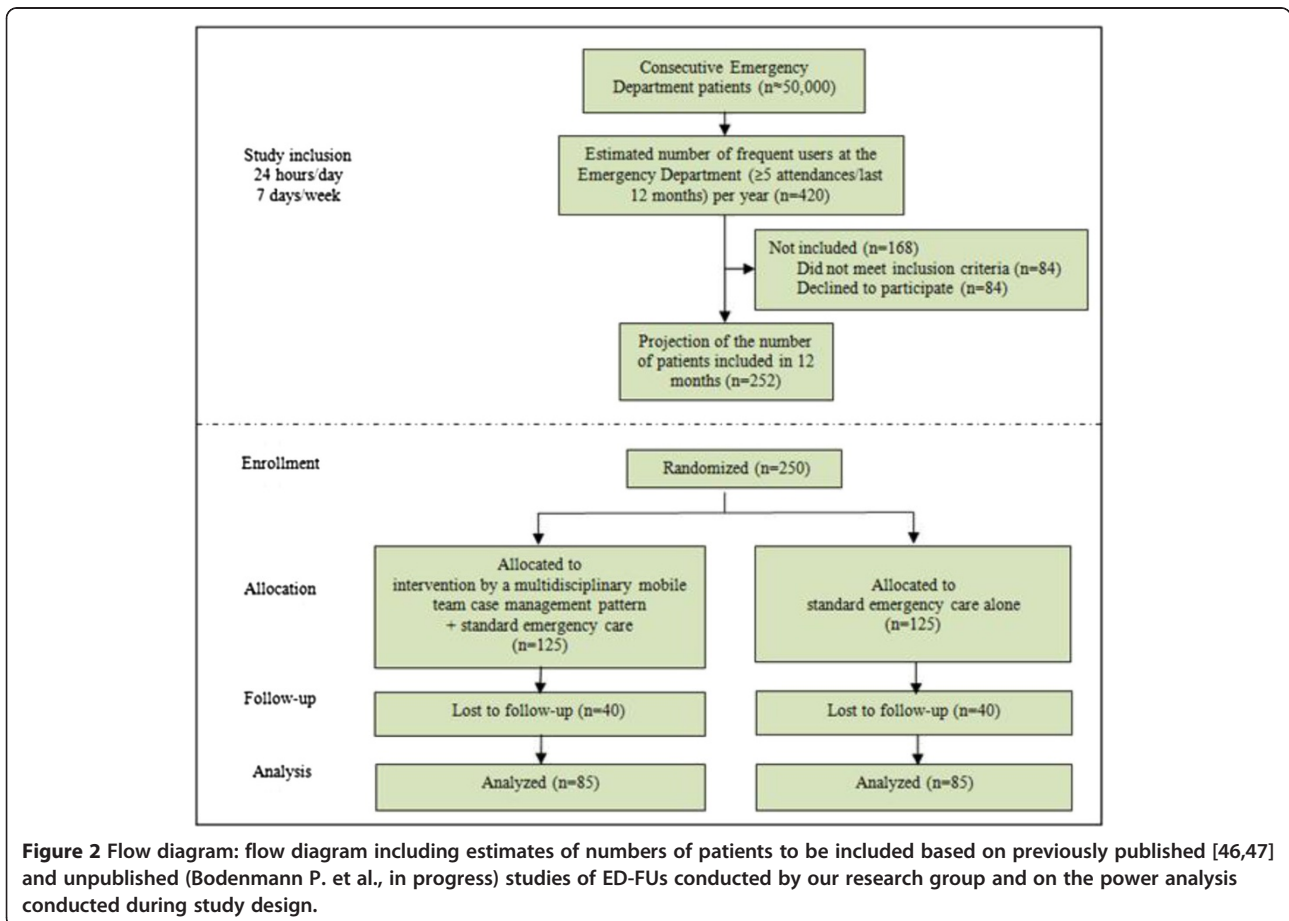 Consecutive Emergency
Department patients (n≈50,000)
Study inclusion
24 hours/day
7 days/week
Estimated number of frequent users at the
Emergency Department (≥5 attendances/last
12 months) per year (n=420)
Not included (n=168)
Did not meet inclusion criteria (n=84)
Declined to participate (n=84)
Projection of the number
of patients included in 12
months (n=252)
Enrollment
Randomized (n=250)
Allocation
Allocated to
intervention by a multidisciplinary mobile
team case management pattern
+ standard emergency care
(n=125)
Allocated to
standard emergency care alone
(n=125)
Follow-up
Lost to follow-up (n=40)
Lost to follow-up (n=40)
Analysis
Analyzed (n=85)
Analyzed (n=85)
Figure 2 Flow diagram: flow diagram including estimates of numbers of patients to be included based on previously published [46,47]
and unpublished (Bodenmann P. et al., in progress) studies of ED-FUs conducted by our research group and on the power analysis
conducted during study design.